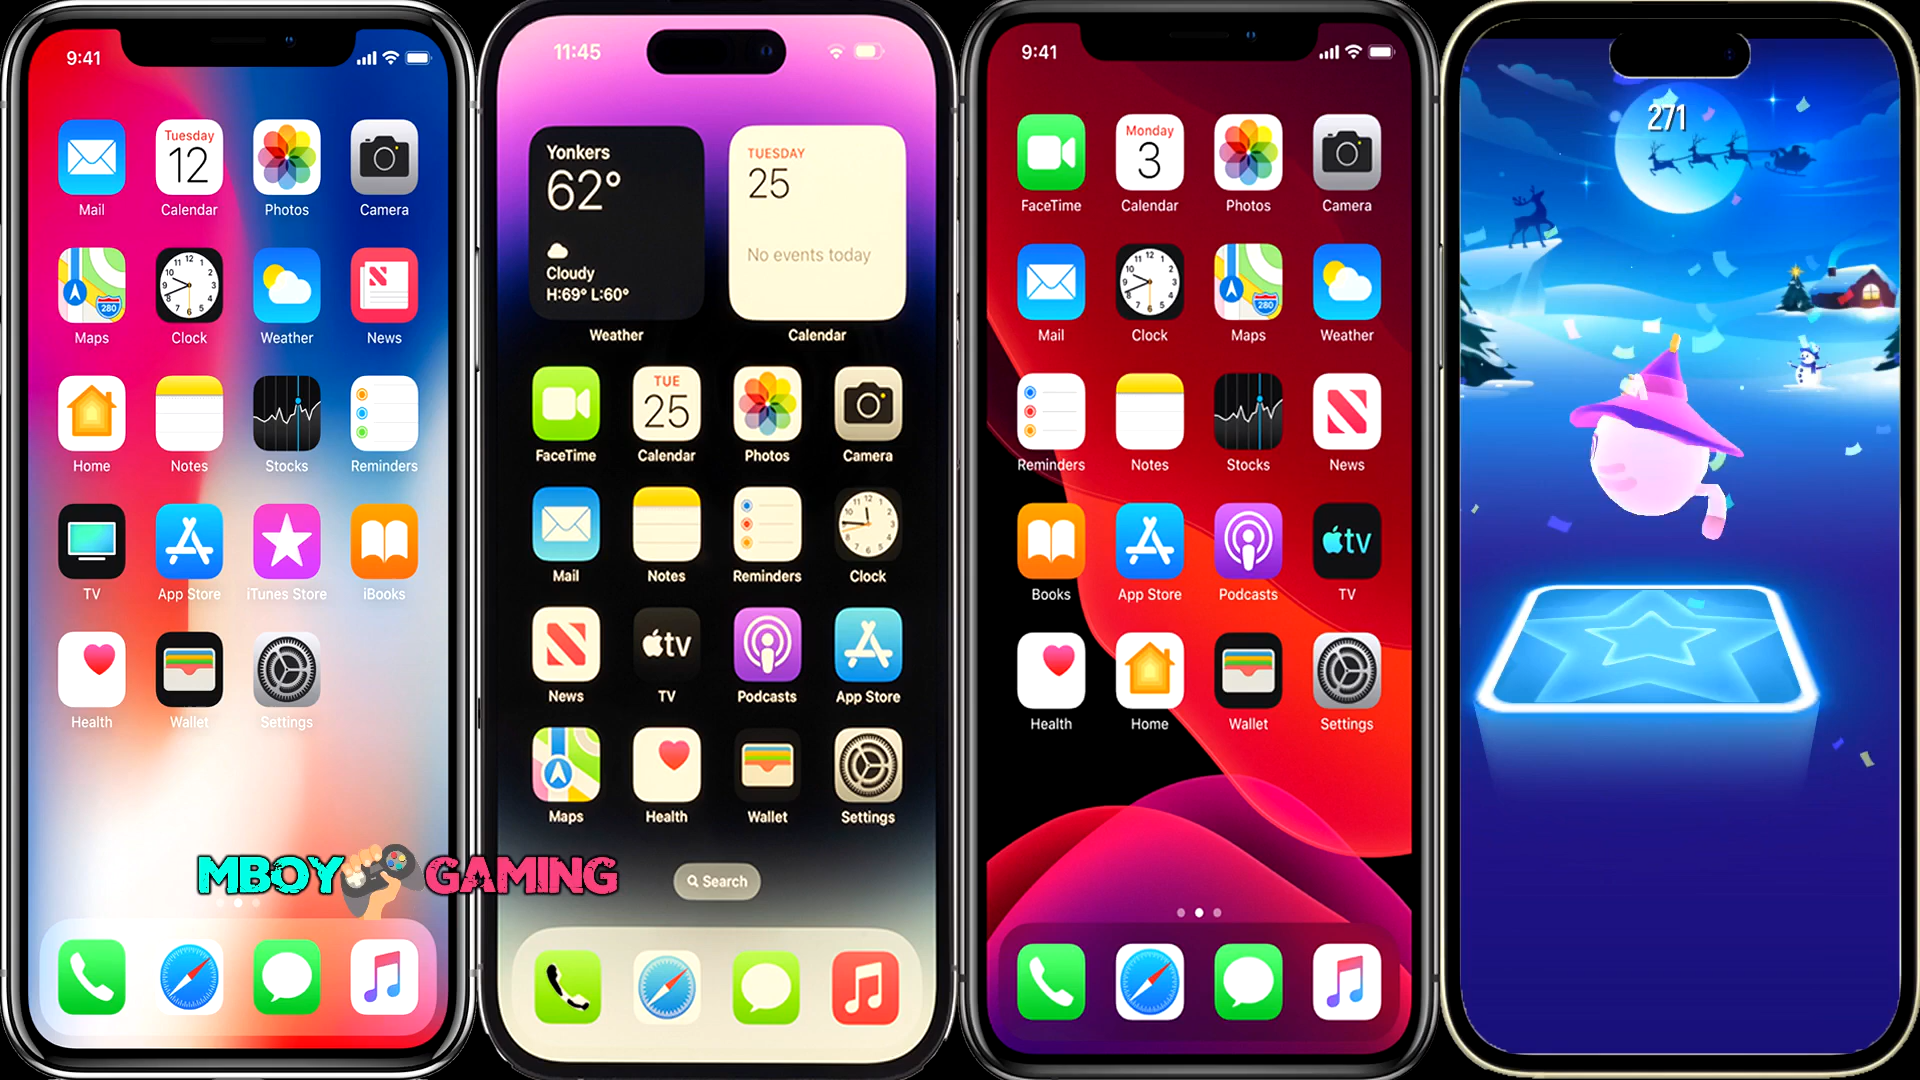 9:41
Tuesday
12
Mail
Calendar
Photos
Camera
280
Maps
Clock
Weather
News
Home
Notes
Stocks
Reminders
TV
App Store
iTunes Store
iBooks
Health
Wallet
Settings
MBOY GAMING
11:45
Yonkers
62°
Cloudy
H:69° L:60°
Weather
TUESDAY
25
No events today
Calendar
TUE
25
FaceTime
Calendar
Photos
Camera
Mail
Notes
Reminders
Clock
tv
News
TV
Podcasts
App Store
Maps
Health
Wallet
Settings
Search
9:41
Monday
3
FaceTime
Calendar
Photos
Camera
280
Mail
Clock
Maps
Weather
Reminders
Notes
Stocks
News
tv
Books
App Store
Podcasts
TV
Health
Home
Wallet
Settings
271